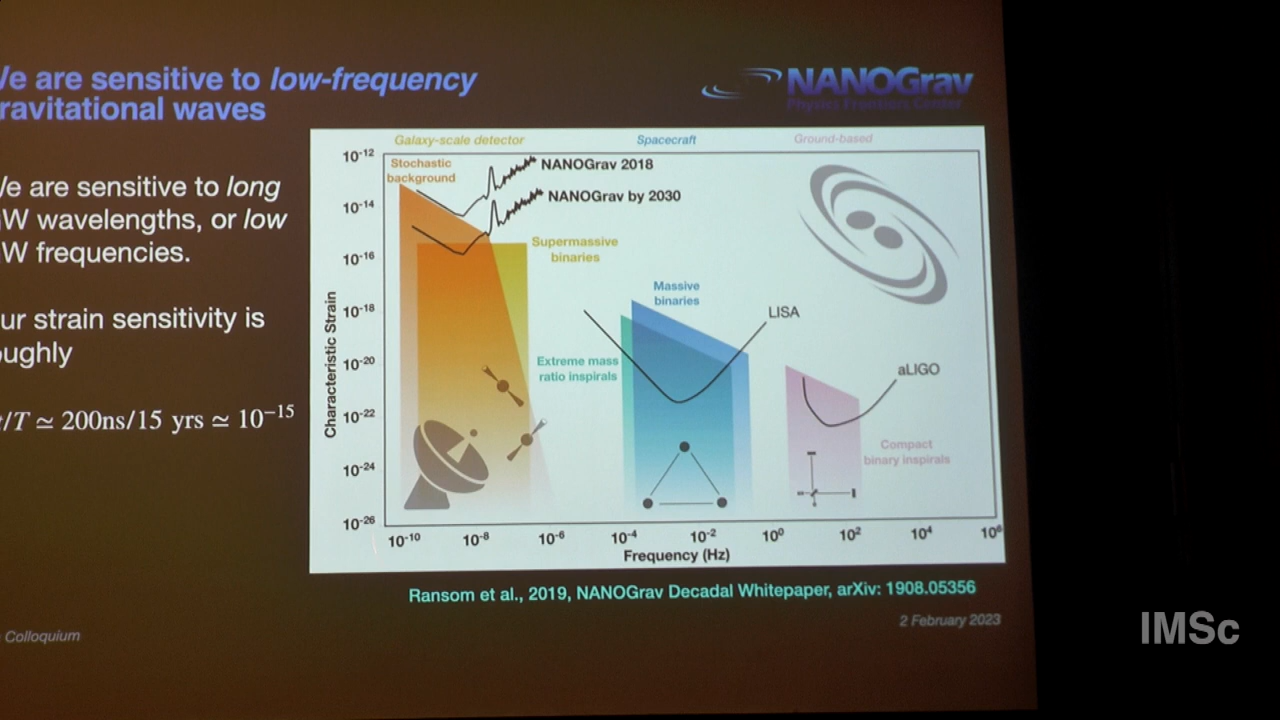 We are sensitive to low-frequency
gravitational waves
NANOGrav
Physics Frontiers Center
We are sensitive to long
GW wavelengths, or low
GW frequencies.
Our strain sensitivity is
roughly
t/T ≃ 200ns/15 yrs ≃ 10⁻¹⁵
Galaxy-scale detector
Spacecraft
Ground-based
Stochastic
background
NANOGrav 2018
NANOGrav by 2030
Supermassive
binaries
Massive
binaries
LISA
Extreme mass
ratio inspirals
aLIGO
Compact
binary inspirals
Characteristic Strain
10⁻¹²
10⁻¹⁴
10⁻¹⁶
10⁻¹⁸
10⁻²⁰
10⁻²²
10⁻²⁴
10⁻²⁶
10⁻¹⁰ 10⁻⁸ 10⁻⁶ 10⁻⁴ 10⁻² 10⁰ 10² 10⁴ 10⁶
Frequency (Hz)
Ransom et al., 2019, NANOGrav Decadal Whitepaper, arXiv: 1908.05356
Colloquium
2 February 2023
IMSc